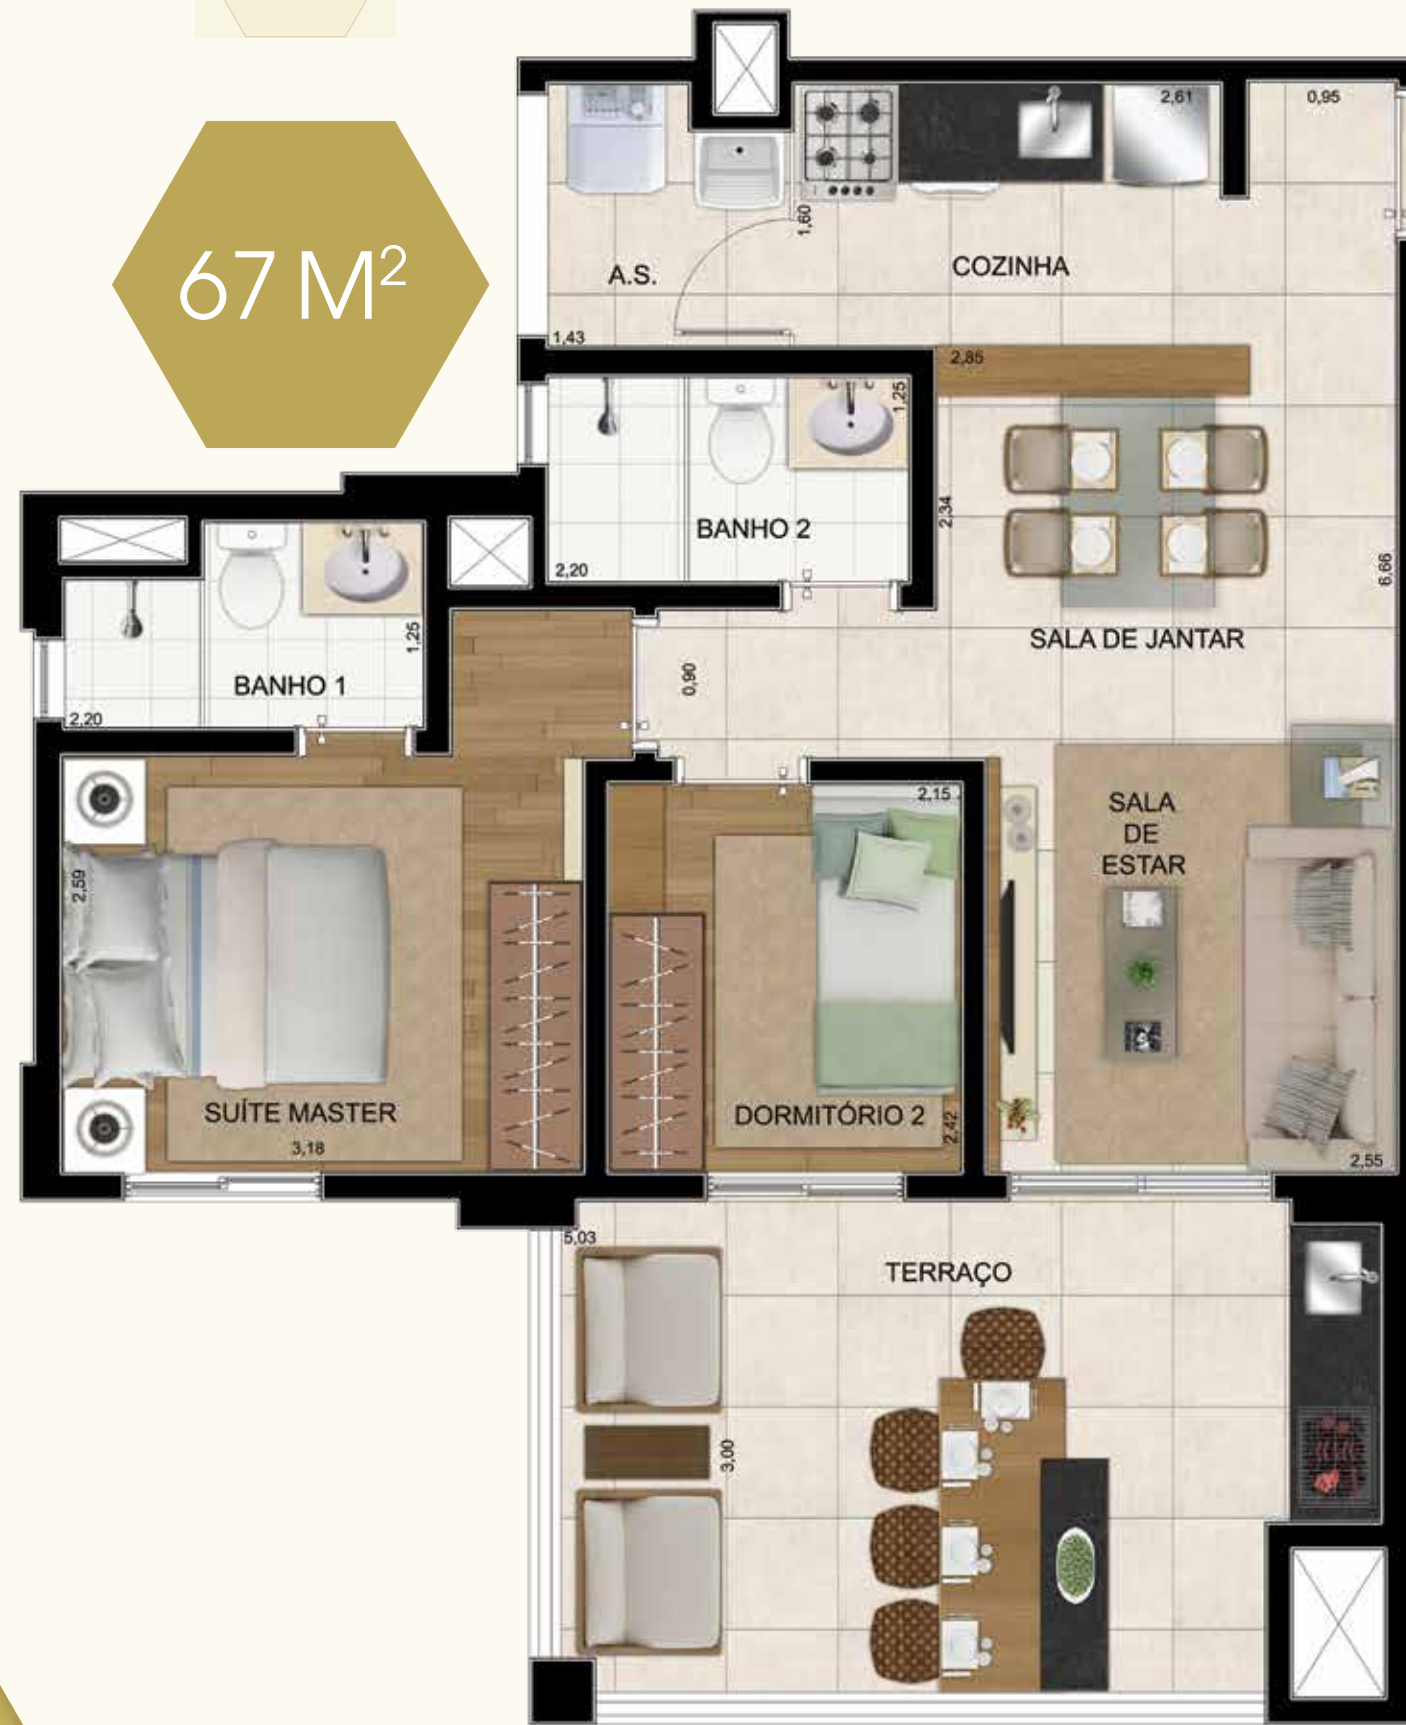 67 M²
2,61
0,95
1,60
A.S.
COZINHA
1,43
2,85
1,25
2,34
BANHO 2
2,20
6,66
SALA DE JANTAR
1,25
BANHO 1
2,20
0,90
2,15
SALA
DE
ESTAR
2,59
SUÍTE MASTER
3,18
DORMITÓRIO 2
2,42
2,55
5,03
TERRAÇO
3,00